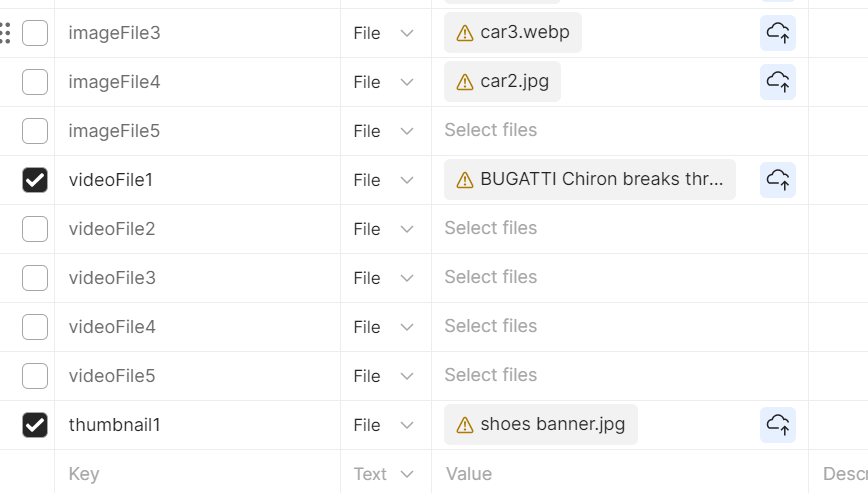 imageFile3 File car3.webp
imageFile4 File car2.jpg
imageFile5 File Select files
videoFile1 File BUGATTI Chiron breaks thr...
videoFile2 File Select files
videoFile3 File Select files
videoFile4 File Select files
videoFile5 File Select files
thumbnail1 File shoes banner.jpg
Key Text Value Descr